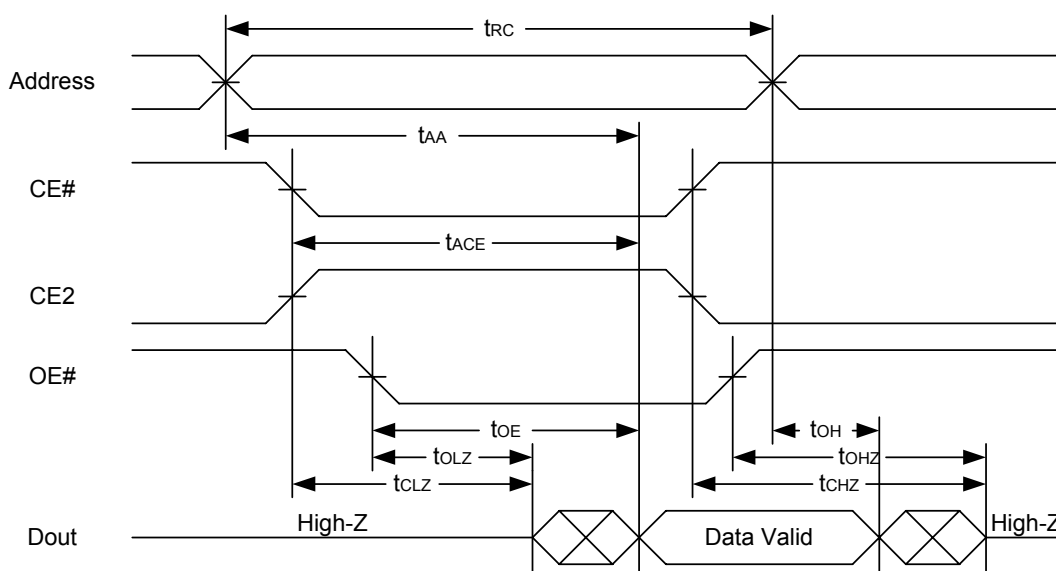 tRC
Address
tAA
CE#
tACE
CE2
OE#
tOE
tOH
tOLZ
tOHZ
tCLZ
tCHZ
High-Z
High-Z
Dout
Data Valid